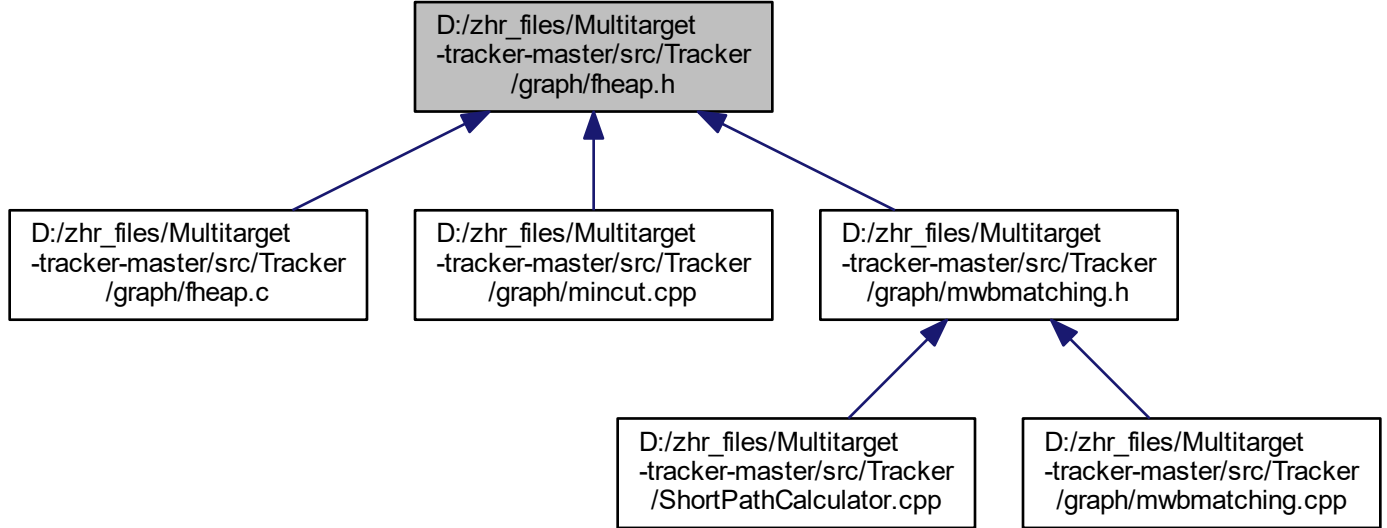 D:/zhr_files/Multitarget
-tracker-master/src/Tracker
/graph/fheap.h
D:/zhr_files/Multitarget
-tracker-master/src/Tracker
/graph/fheap.c
D:/zhr_files/Multitarget
-tracker-master/src/Tracker
/graph/mincut.cpp
D:/zhr_files/Multitarget
-tracker-master/src/Tracker
/graph/mwbmatching.h
D:/zhr_files/Multitarget
-tracker-master/src/Tracker
/ShortPathCalculator.cpp
D:/zhr_files/Multitarget
-tracker-master/src/Tracker
/graph/mwbmatching.cpp